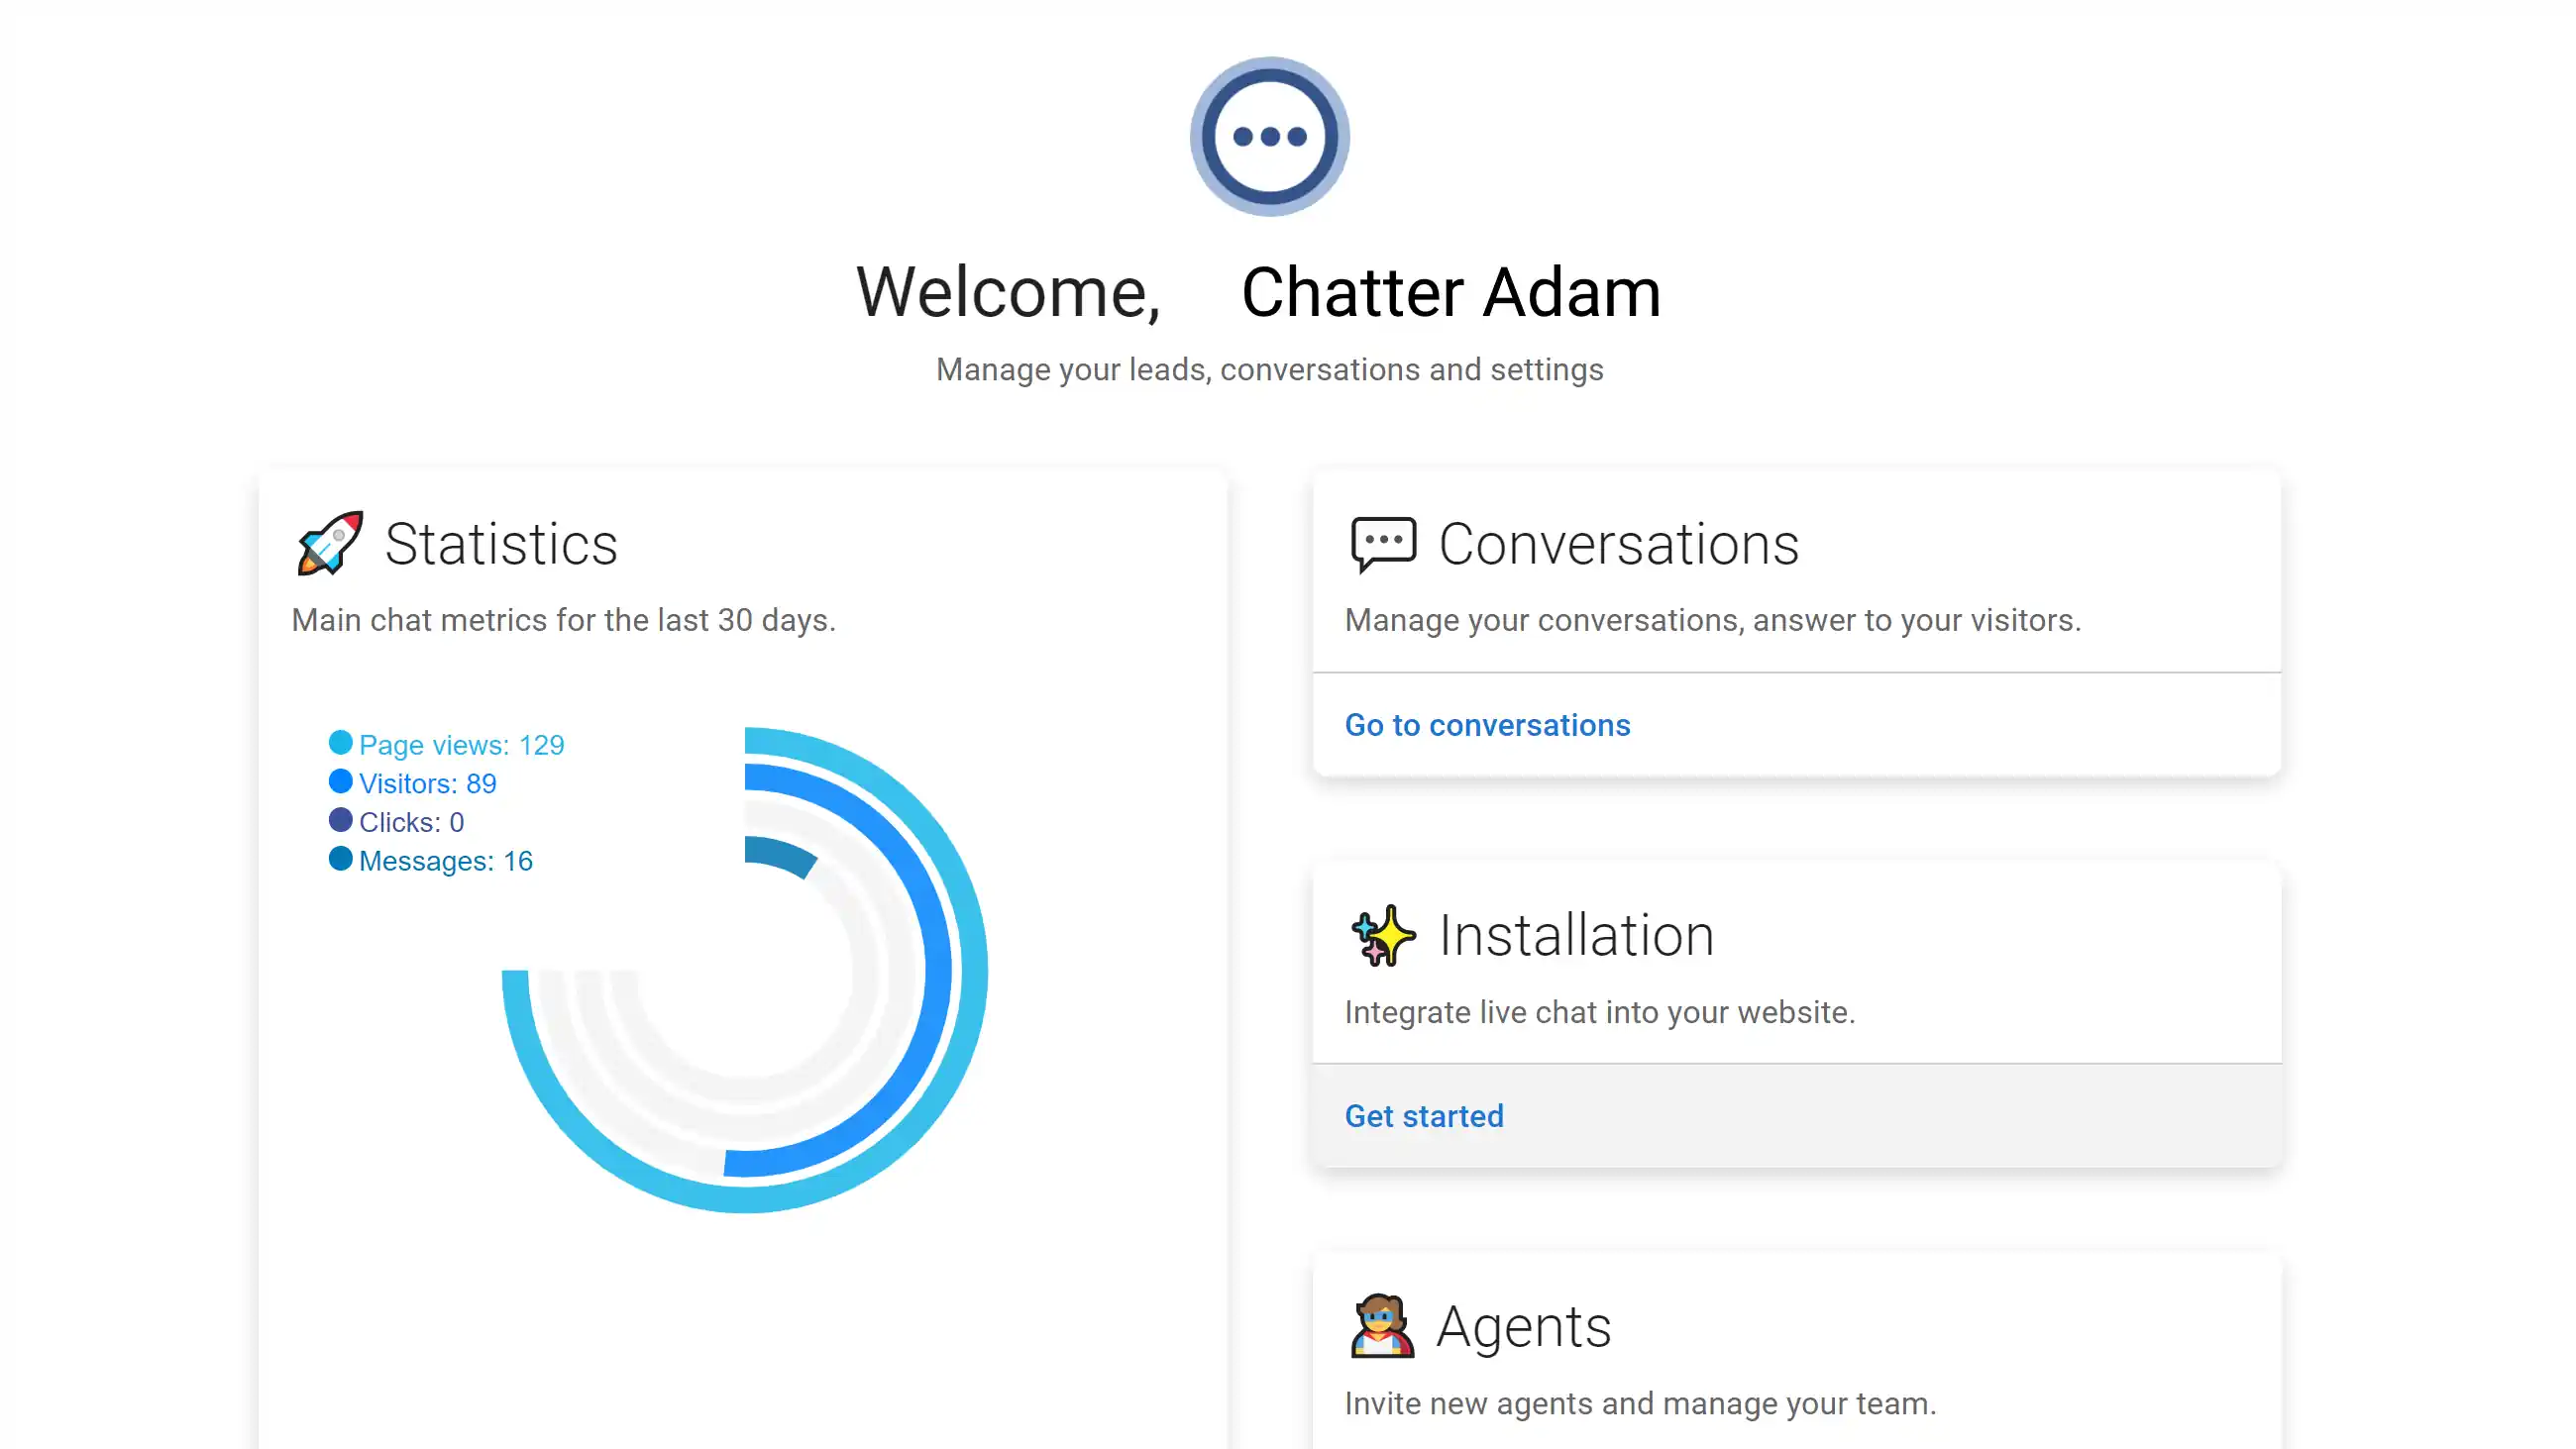 Welcome, Chatter Adam
Manage your leads, conversations and settings
Statistics
Main chat metrics for the last 30 days.
Page views: 129
Visitors: 89
Clicks: 0
Messages: 16
Conversations
Manage your conversations, answer to your visitors.
Go to conversations
Installation
Integrate live chat into your website.
Get started
Agents
Invite new agents and manage your team.